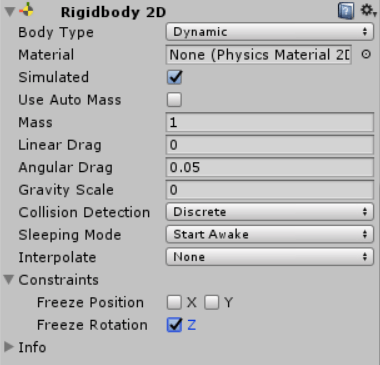 Rigidbody 2D
Body Type Dynamic
Material None (Physics Material 2D
Simulated
Use Auto Mass
Mass 1
Linear Drag 0
Angular Drag 0.05
Gravity Scale 0
Collision Detection Discrete
Sleeping Mode Start Awake
Interpolate None
Constraints
Freeze Position X Y
Freeze Rotation Z
Info